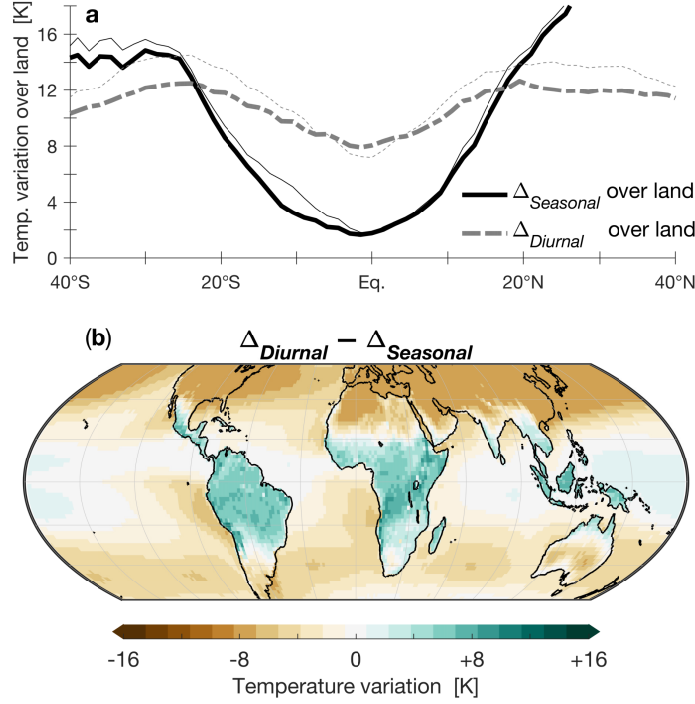 a
Temp. variation over land [K]
16
12
8
4
0
Δ_Seasonal over land
Δ_Diurnal over land
40°S 20°S Eq. 20°N 40°N
(b) Δ_Diurnal − Δ_Seasonal
-16 -8 0 +8 +16
Temperature variation [K]